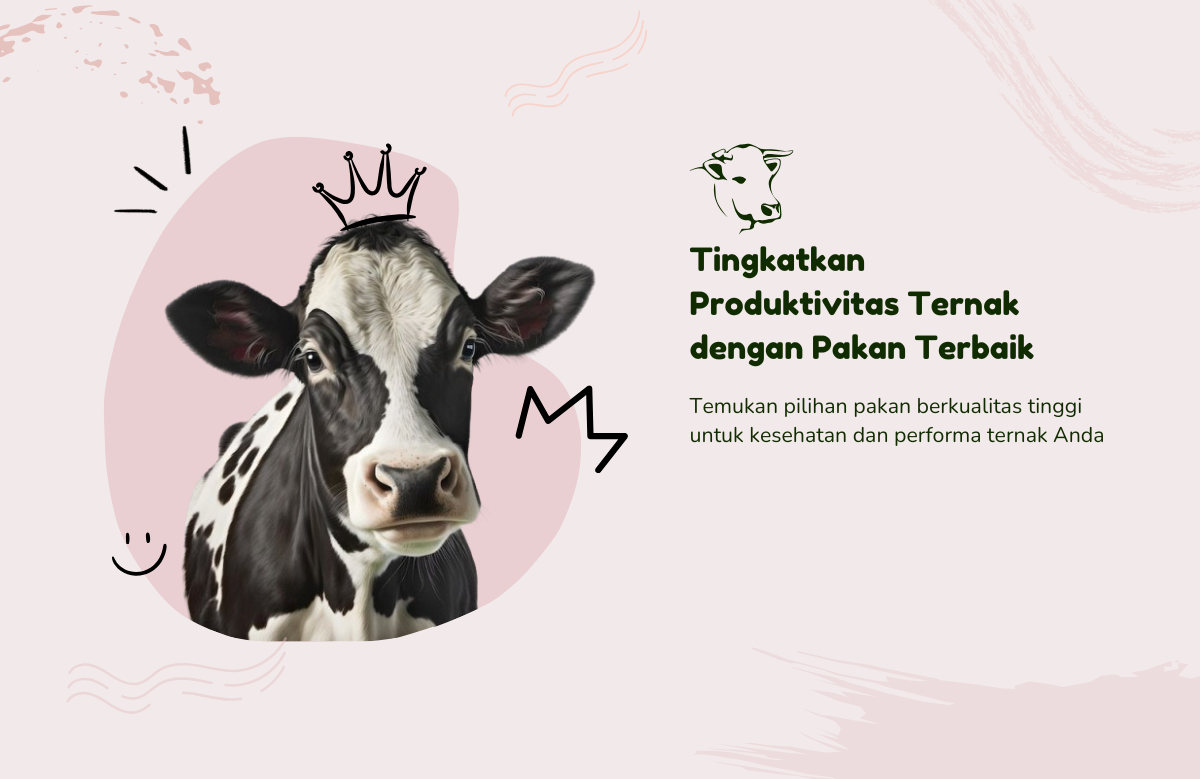 Tingkatkan
Produktivitas Ternak
dengan Pakan Terbaik
Temukan pilihan pakan berkualitas tinggi
untuk kesehatan dan performa ternak Anda